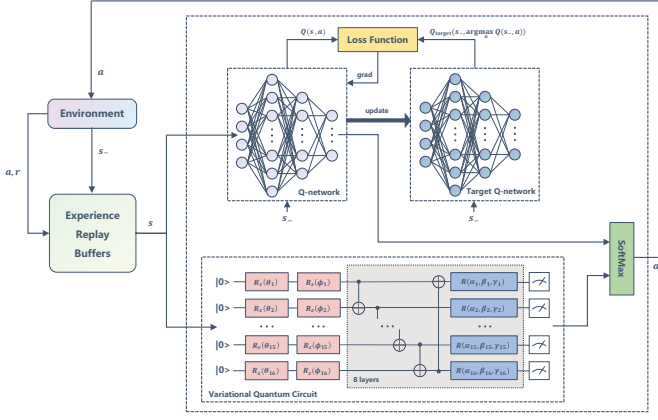 Q(s,a)
Loss Function
Q_target(s_,argmax_a Q(s_,a))
a
grad
Environment
update
a,r
s_
Q-network
Target Q-network
Experience
Replay
Buffers
s
s_
s_
SoftMax
a
|0> R_x(θ_1) R_z(ϕ_1) R(α_1,β_1,γ_1)
|0> R_x(θ_2) R_z(ϕ_2) R(α_2,β_2,γ_2)
... ... ... ...
|0> R_x(θ_15) R_z(ϕ_15) R(α_15,β_15,γ_15)
|0> R_x(θ_16) R_z(ϕ_16) R(α_16,β_16,γ_16)
8 layers
Variational Quantum Circuit